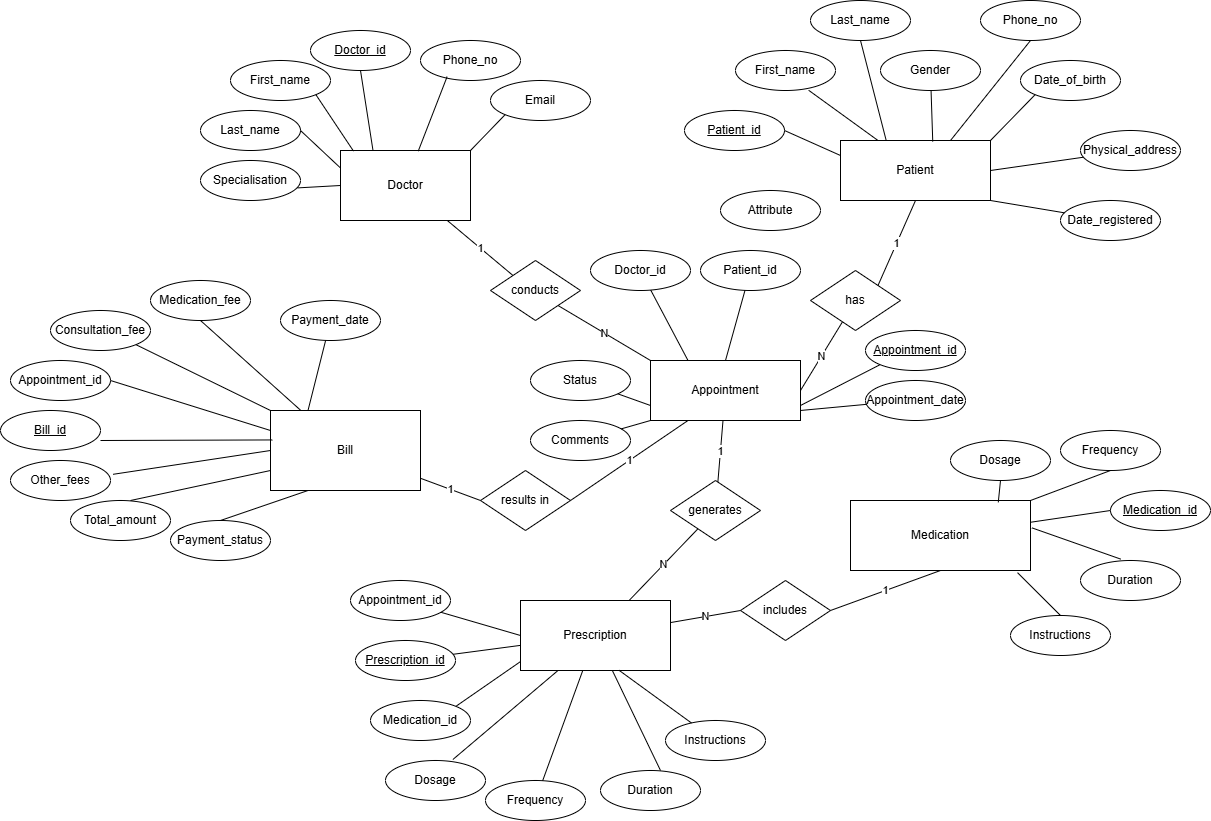 Last_name
Phone_no
Doctor_id
Phone_no
First_name
Gender
First_name
Date_of_birth
Email
Last_name
Patient_id
Physical_address
Specialisation
Doctor
Patient
Attribute
Date_registered
1
1
Doctor_id
Patient_id
conducts
has
Medication_fee
Payment_date
Consultation_fee
N
Appointment_id
N
Appointment_id
Status
Appointment
Appointment_date
Bill_id
Comments
Bill
1
1
Frequency
Dosage
Other_fees
1
results in
generates
Medication_id
Total_amount
Payment_status
Medication
N
Duration
1
Appointment_id
includes
N
Prescription
Instructions
Prescription_id
Medication_id
Instructions
Dosage
Duration
Frequency